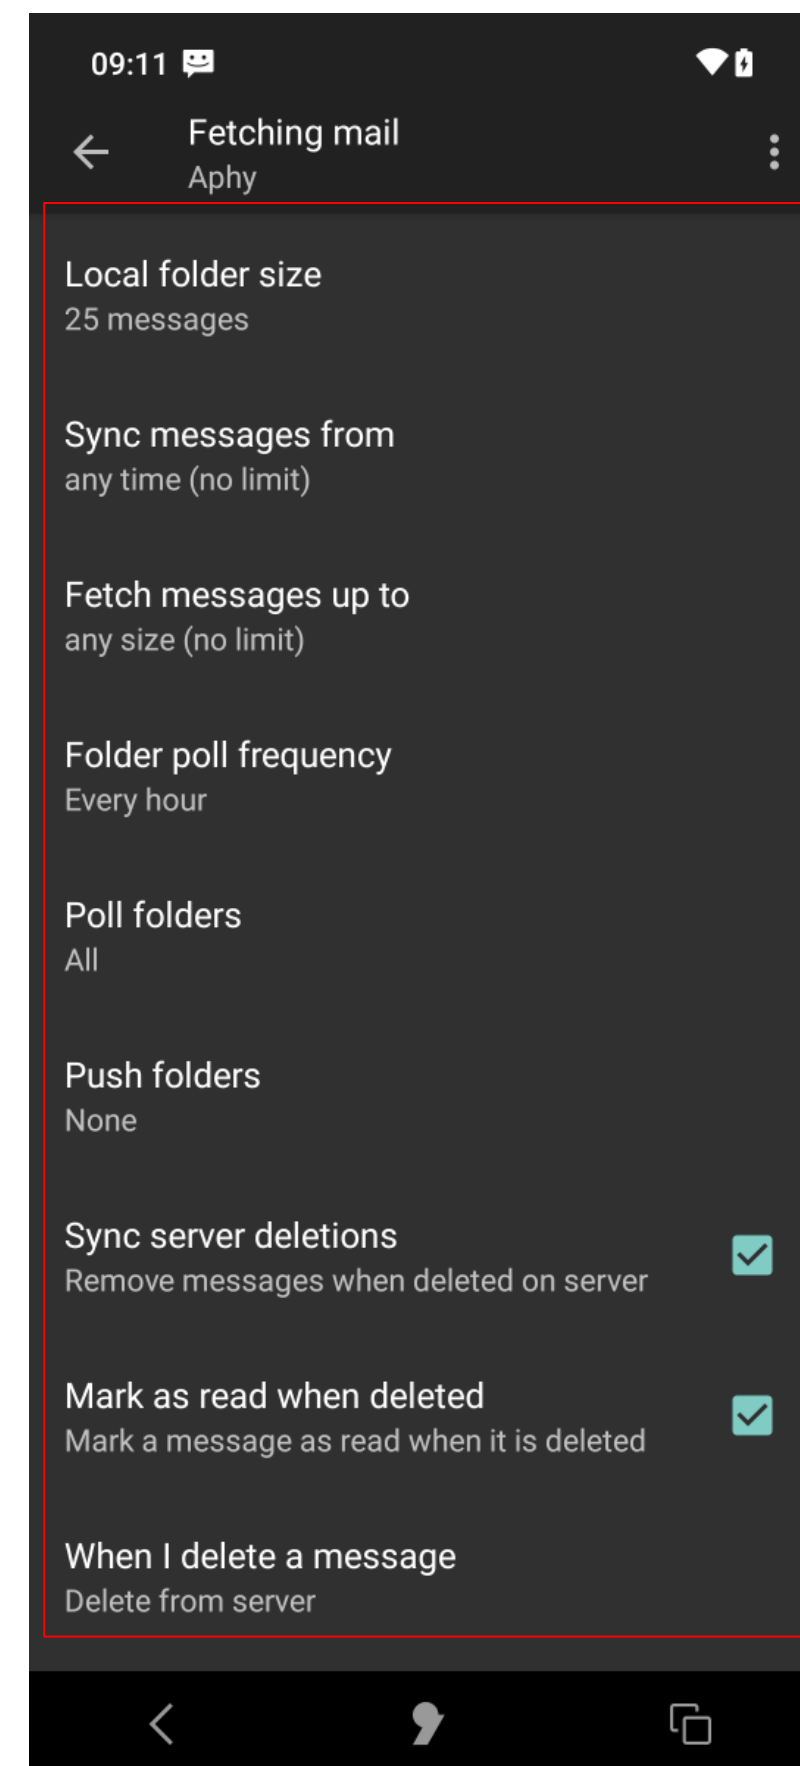 09:11
Fetching mail
Aphy
Local folder size
25 messages
Sync messages from
any time (no limit)
Fetch messages up to
any size (no limit)
Folder poll frequency
Every hour
Poll folders
All
Push folders
None
Sync server deletions
Remove messages when deleted on server
Mark as read when deleted
Mark a message as read when it is deleted
When I delete a message
Delete from server